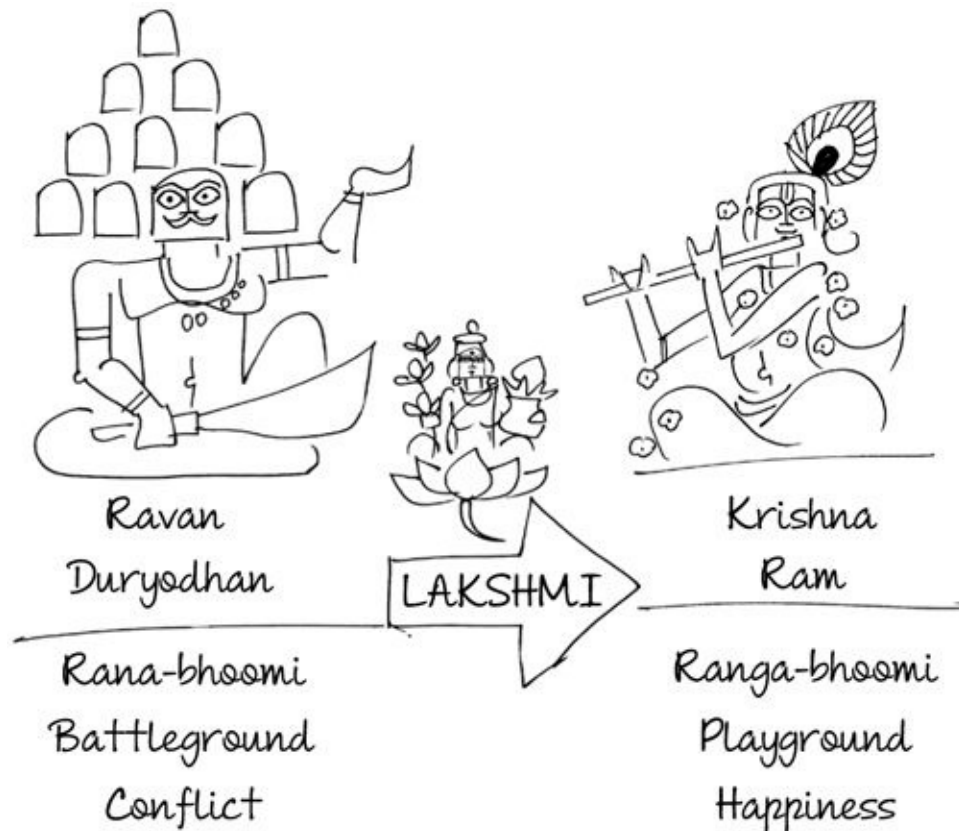 Ravan
Duryodhan
Rana-bhoomi
Battleground
Conflict
LAKSHMI
Krishna
Ram
Ranga-bhoomi
Playground
Happiness